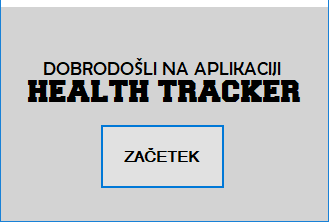 DOBRODOŠLI NA APLIKACIJI
HEALTH TRACKER
ZAČETEK